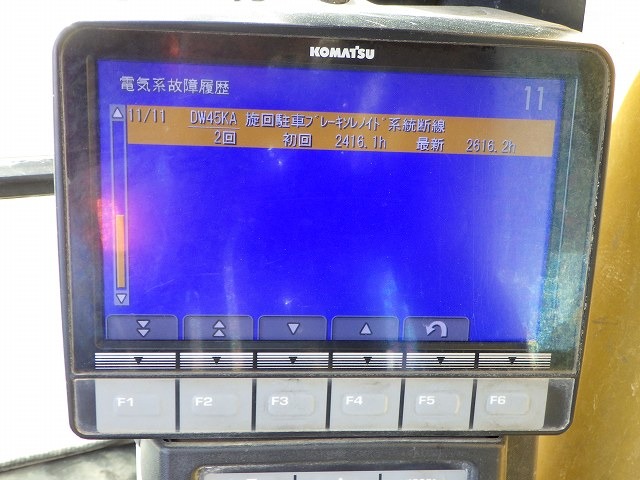 KOMATSU
電気系故障履歴 11
11/11 DW45KA 旋回駐車ﾌﾞﾚｰｷｿﾚﾉｲﾄﾞ系統断線
2回 初回 2416.1h 最新 2616.2h
F1 F2 F3 F4 F5 F6